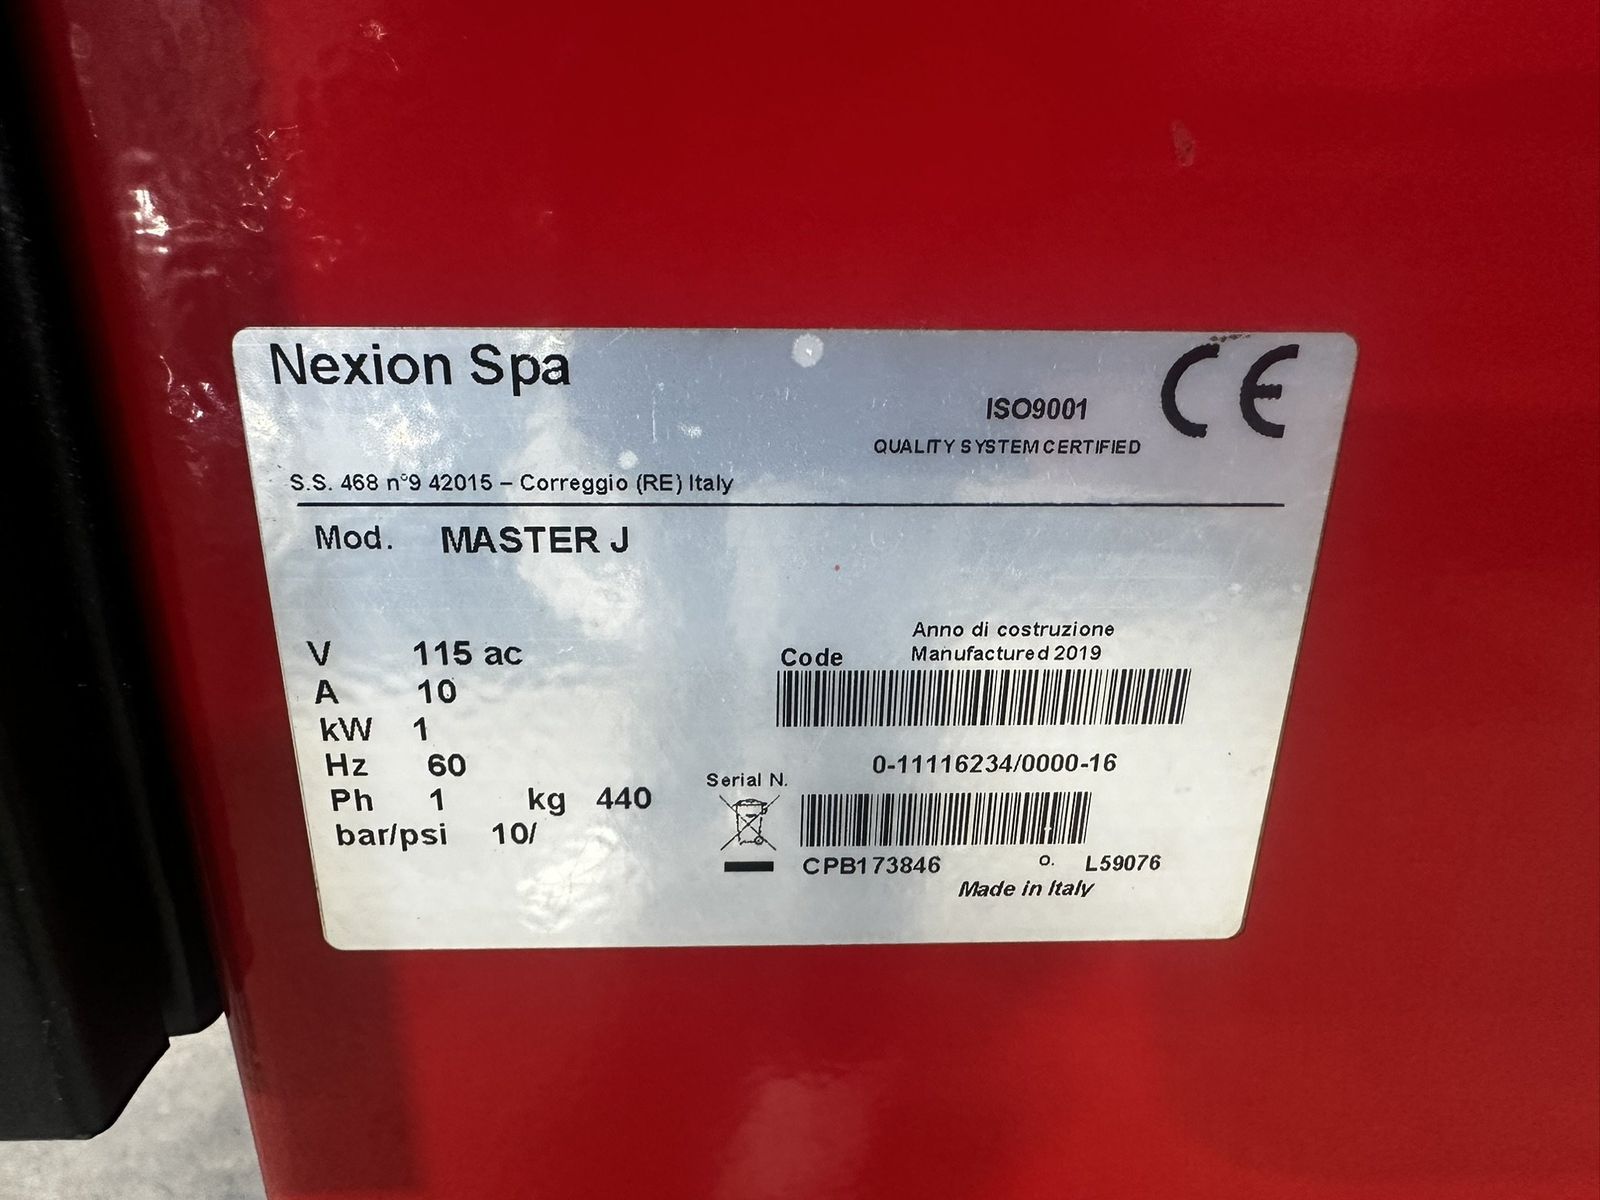 Nexion Spa
CE
ISO9001
QUALITY SYSTEM CERTIFIED
S.S. 468 n°9 42015 – Correggio (RE) Italy
Mod. MASTER J
V 115 ac
A 10
kW 1
Hz 60
Ph 1 kg 440
bar/psi 10/
Anno di costruzione
Code Manufactured 2019
0-11116234/0000-16
Serial N.
CPB173846 o. L59076
Made in Italy